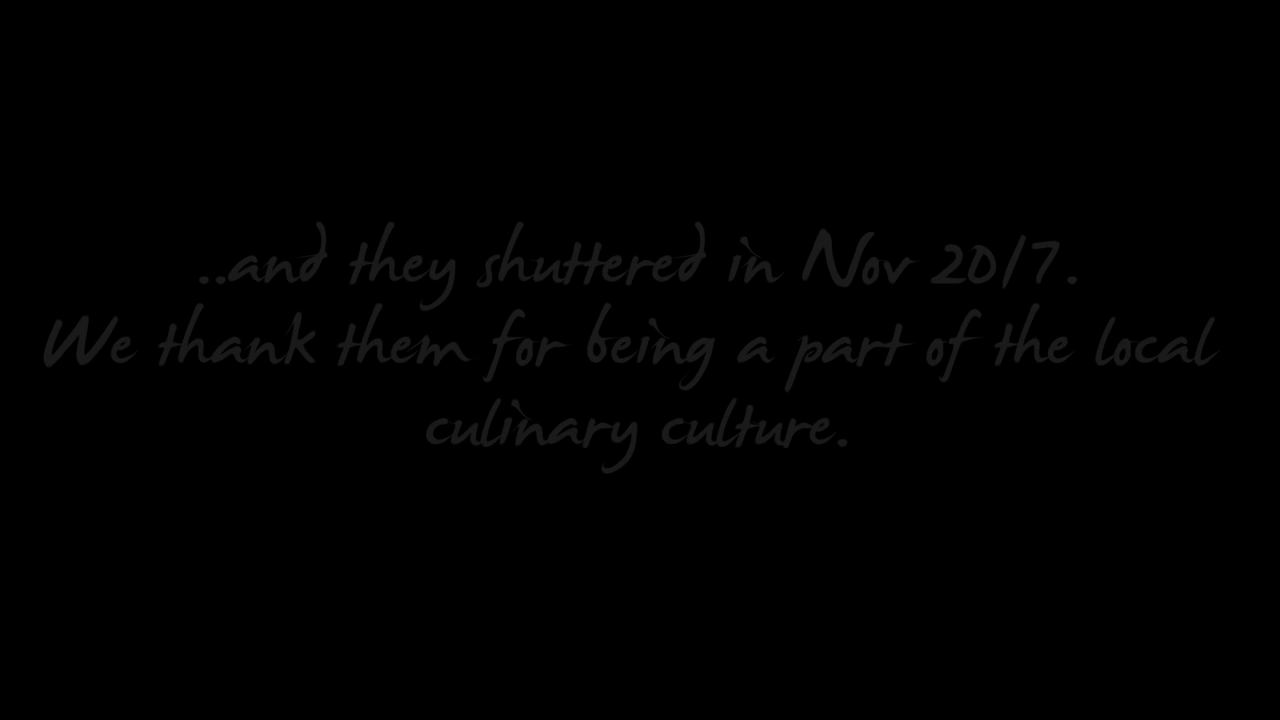 ..and they shuttered in Nov 2017.
We thank them for being a part of the local
culinary culture.